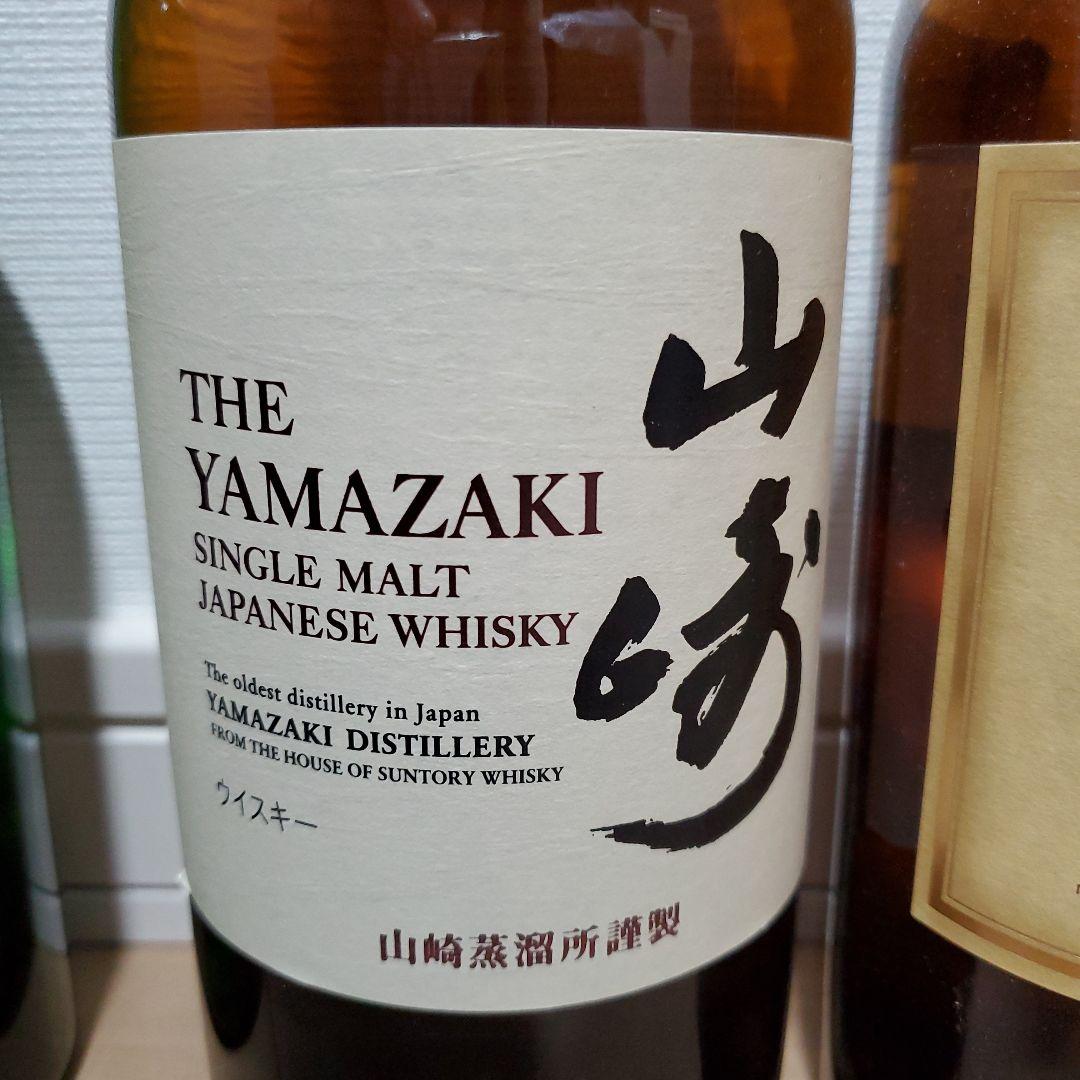 THE
YAMAZAKI
SINGLE MALT
JAPANESE WHISKY
The oldest distillery in Japan
YAMAZAKI DISTILLERY
FROM THE HOUSE OF SUNTORY WHISKY
ウイスキー
山崎
山崎蒸溜所謹製